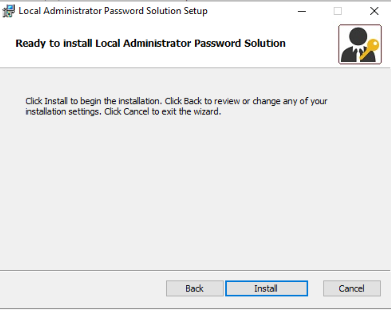 Local Administrator Password Solution Setup
Ready to install Local Administrator Password Solution
Click Install to begin the installation. Click Back to review or change any of your
installation settings. Click Cancel to exit the wizard.
Back Install Cancel